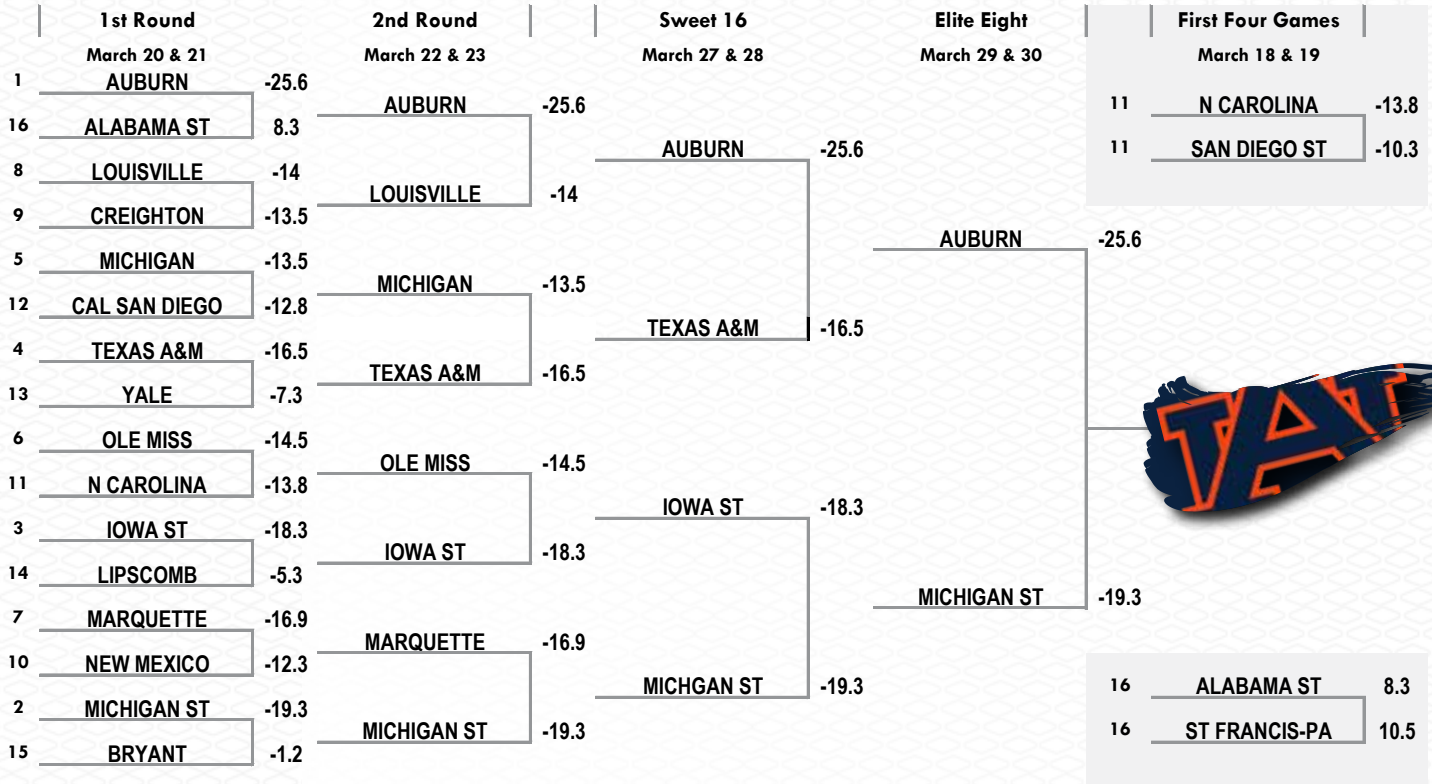 1st Round 2nd Round Sweet 16 Elite Eight First Four Games
March 20 & 21 March 22 & 23 March 27 & 28 March 29 & 30 March 18 & 19
1 AUBURN -25.6
AUBURN -25.6
11 N CAROLINA -13.8
16 ALABAMA ST 8.3
AUBURN -25.6
11 SAN DIEGO ST -10.3
8 LOUISVILLE -14
LOUISVILLE -14
9 CREIGHTON -13.5
AUBURN -25.6
5 MICHIGAN -13.5
MICHIGAN -13.5
12 CAL SAN DIEGO -12.8
TEXAS A&M -16.5
4 TEXAS A&M -16.5
TEXAS A&M -16.5
13 YALE -7.3
6 OLE MISS -14.5
OLE MISS -14.5
11 N CAROLINA -13.8
IOWA ST -18.3
3 IOWA ST -18.3
IOWA ST -18.3
14 LIPSCOMB -5.3
MICHIGAN ST -19.3
7 MARQUETTE -16.9
MARQUETTE -16.9
10 NEW MEXICO -12.3
MICHGAN ST -19.3
16 ALABAMA ST 8.3
2 MICHIGAN ST -19.3
MICHIGAN ST -19.3
16 ST FRANCIS-PA 10.5
15 BRYANT -1.2